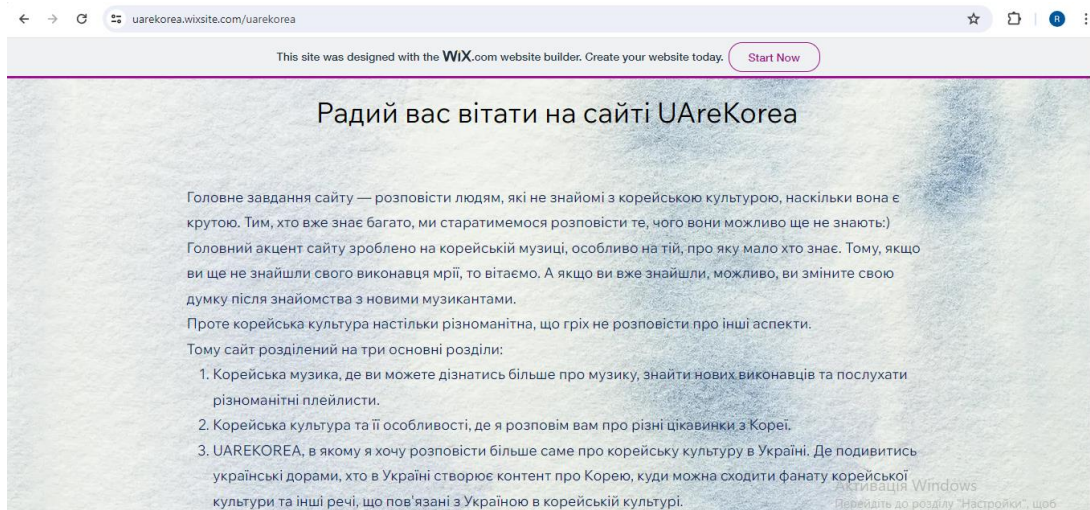 uarekorea.wixsite.com/uarekorea
R
This site was designed with the WiX.com website builder. Create your website today. Start Now
Радий вас вітати на сайті UAreKorea
Головне завдання сайту — розповісти людям, які не знайомі з корейською культурою, наскільки вона є
крутою. Тим, хто вже знає багато, ми старатимемося розповісти те, чого вони можливо ще не знають:)
Головний акцент сайту зроблено на корейській музиці, особливо на тій, про яку мало хто знає. Тому, якщо
ви ще не знайшли свого виконавця мрії, то вітаємо. А якщо ви вже знайшли, можливо, ви зміните свою
думку після знайомства з новими музикантами.
Проте корейська культура настільки різноманітна, що гріх не розповісти про інші аспекти.
Тому сайт розділений на три основні розділи:
1. Корейська музика, де ви можете дізнатись більше про музику, знайти нових виконавців та послухати
різноманітні плейлисти.
2. Корейська культура та її особливості, де я розповім вам про різні цікавинки з Кореї.
3. UAREKOREA, в якому я хочу розповісти більше саме про корейську культуру в Україні. Де подивитись
українські дорами, хто в Україні створює контент про Корею, куди можна сходити фанату корейської
культури та інші речі, що пов'язані з Україною в корейській культурі.
Активація Windows
Перейдіть до розділу "Настройки", щоб